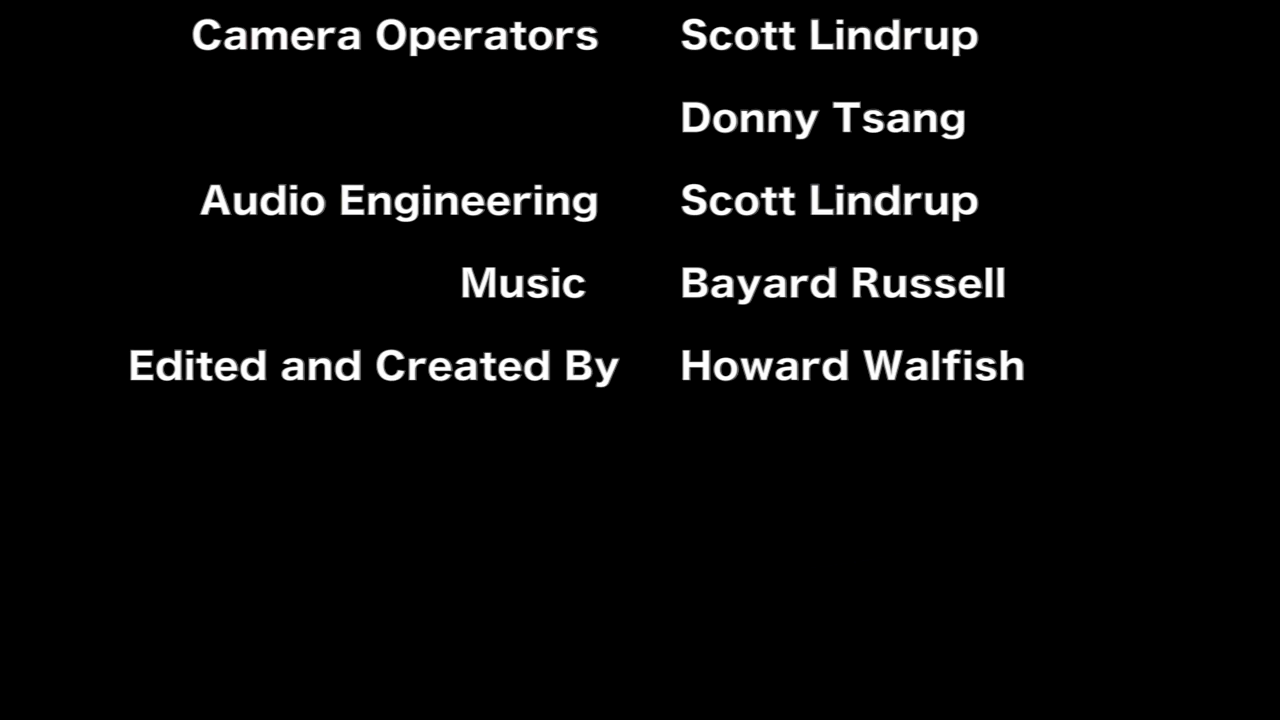 Camera Operators Scott Lindrup
Donny Tsang
Audio Engineering Scott Lindrup
Music Bayard Russell
Edited and Created By Howard Walfish